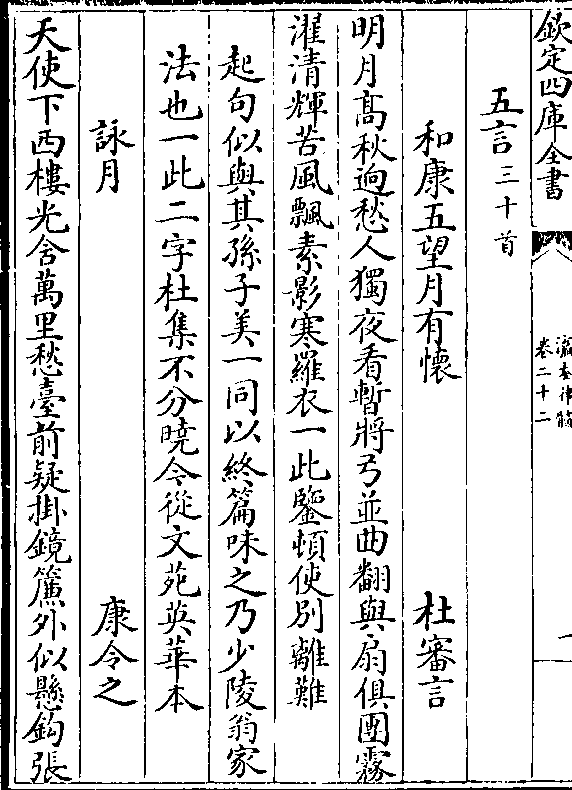 欽定四庫全書
瀛奎律髓
卷二十二
一
五言三十首
和康五望月有懷 杜審言
明月高秋迥愁人獨夜看暫將弓並曲翻與扇俱團霧
濯清輝苦風飄素影寒羅衣一此鑒頓使別離難
起句似與其孫子美一同以終篇味之乃少陵翁家
法也一此二字杜集不分曉今從文苑英華本
詠月 康令之
天使下西樓光含萬里愁臺前疑掛鏡簾外似懸鈎張